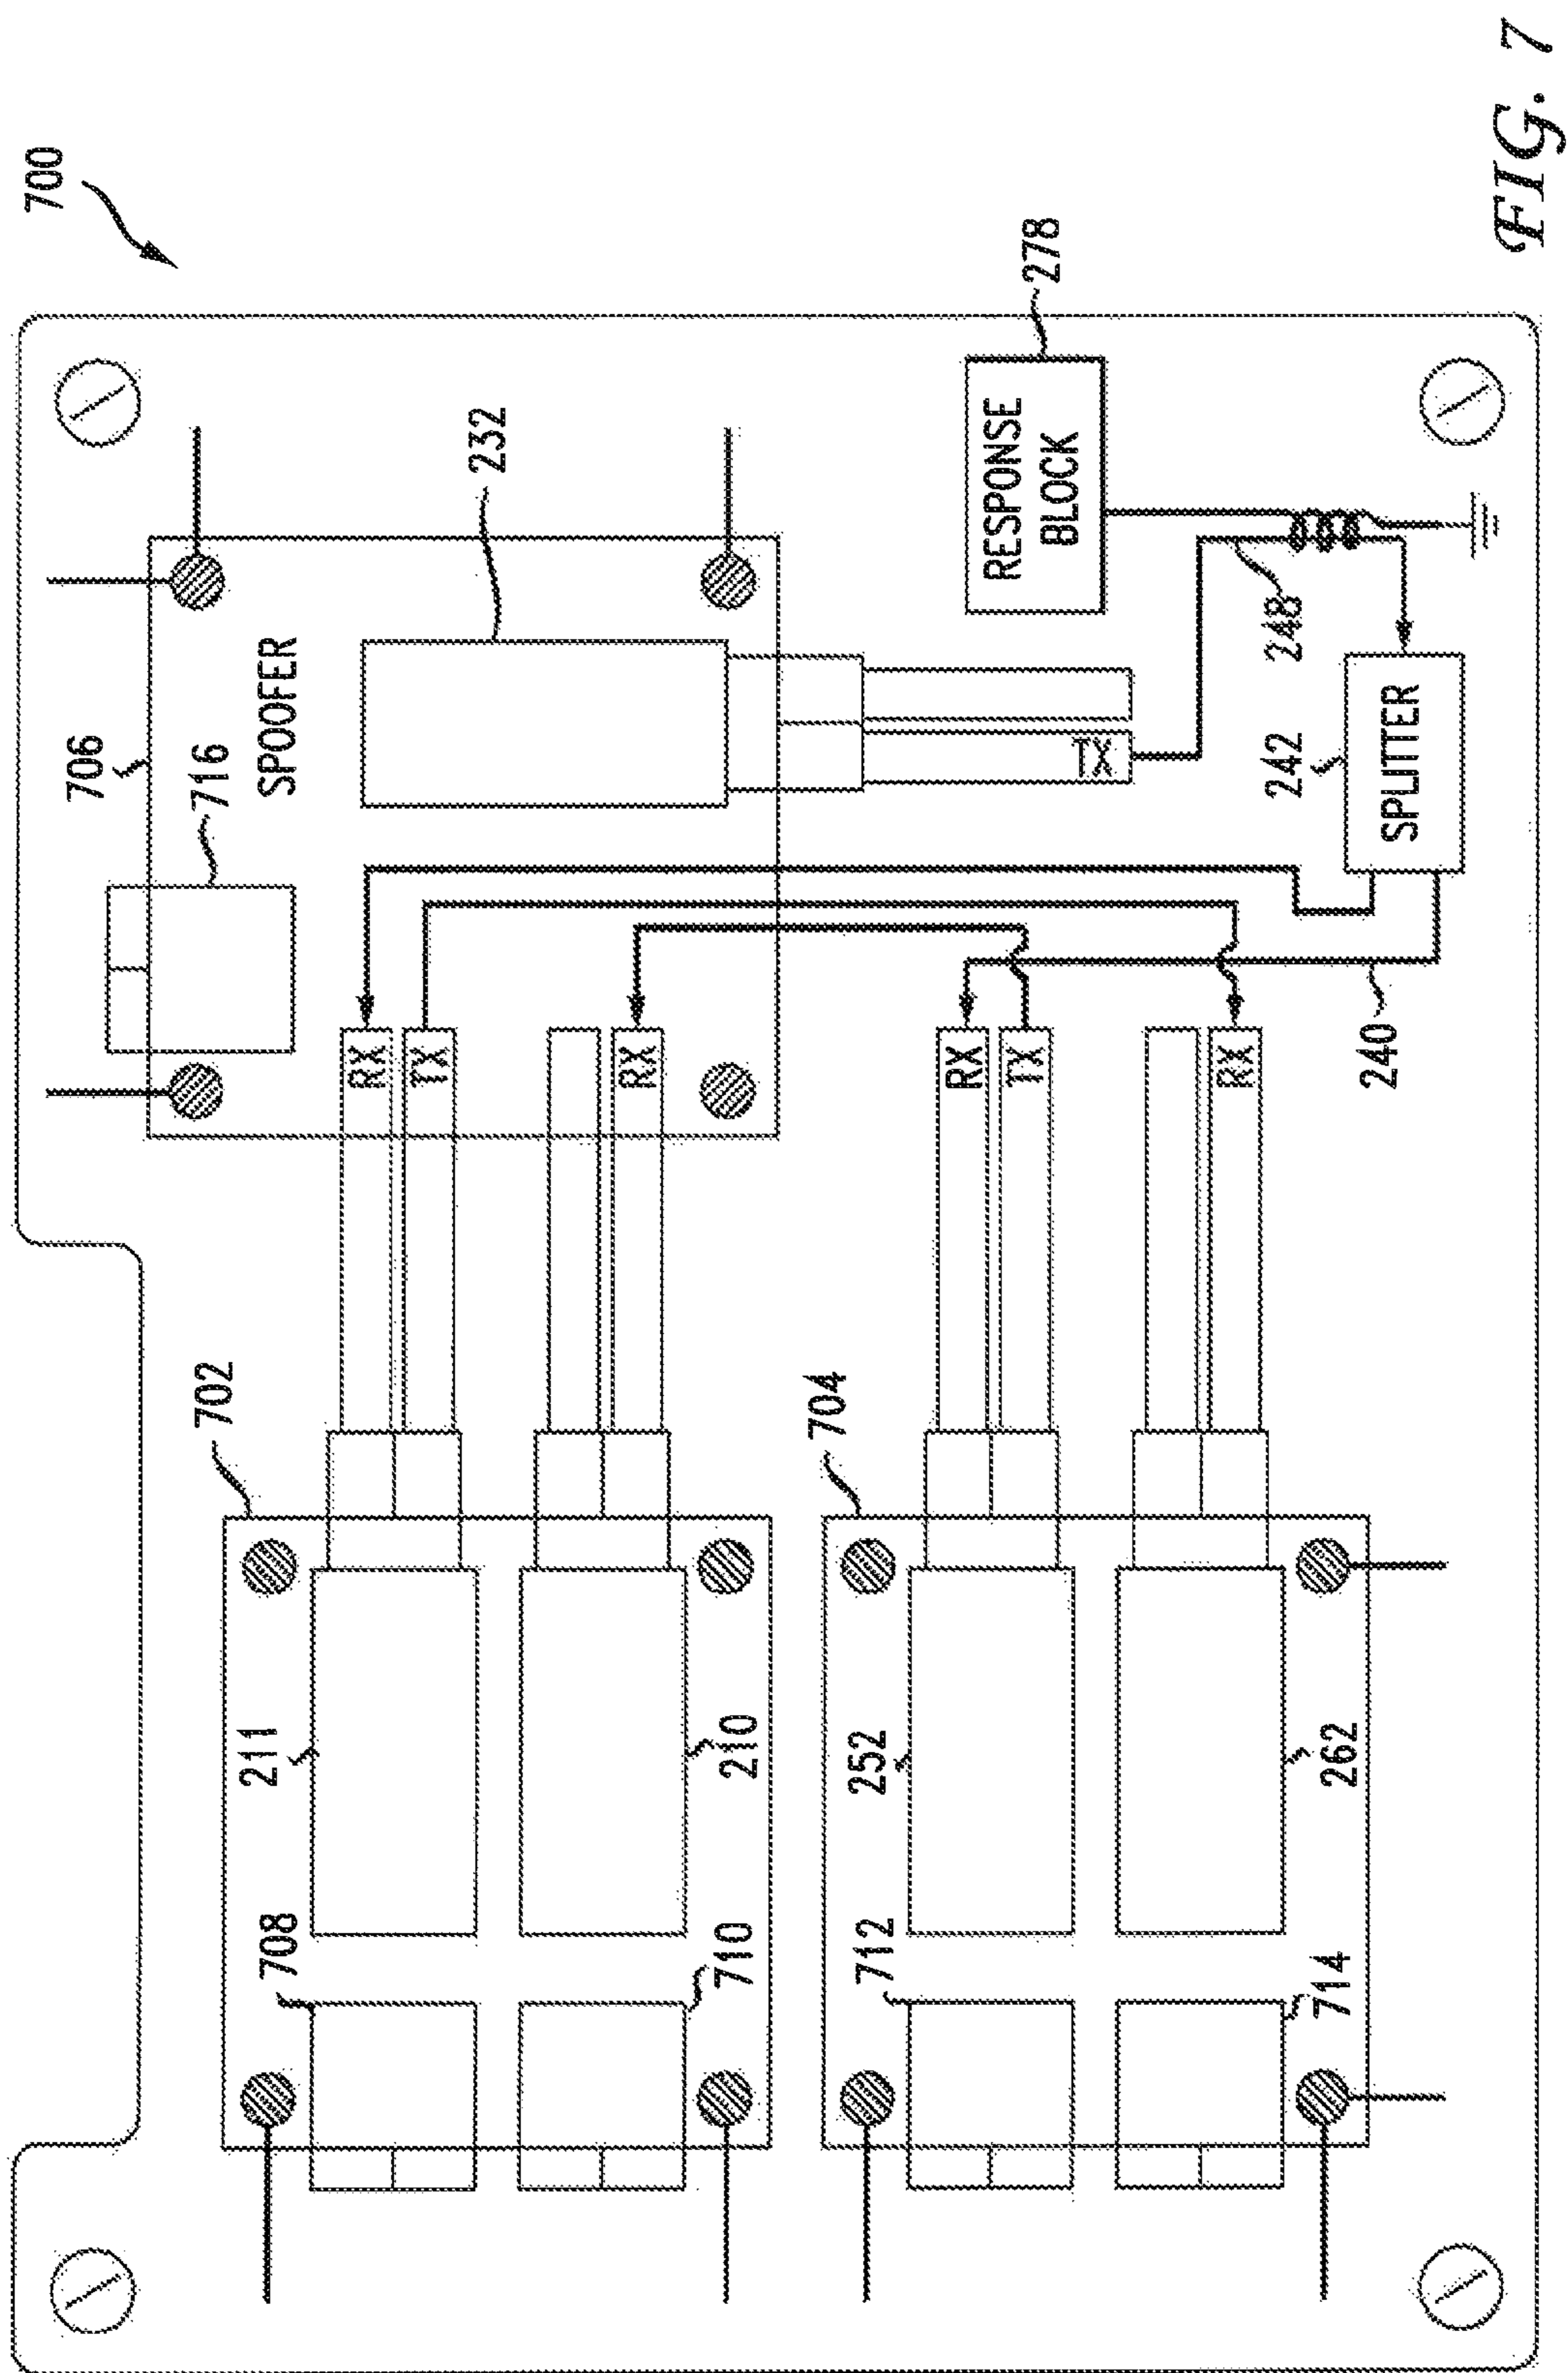 700
706
716
SPOOFER
232
278
RESPONSE
BLOCK
TX
248
242
SPLITTER
240
RX
TX
RX
RX
TX
RX
702
704
211
210
252
262
708
710
712
714
FIG. 7